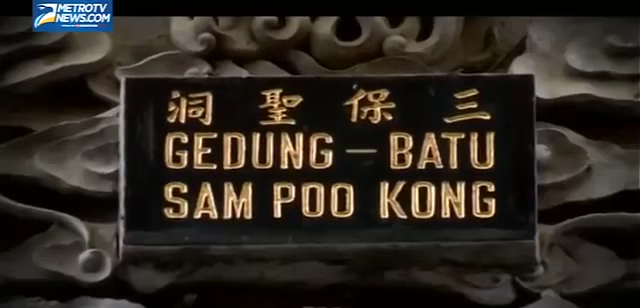 METROTV
NEWS.COM
洞 聖 保 三
GEDUNG — BATU
SAM POO KONG